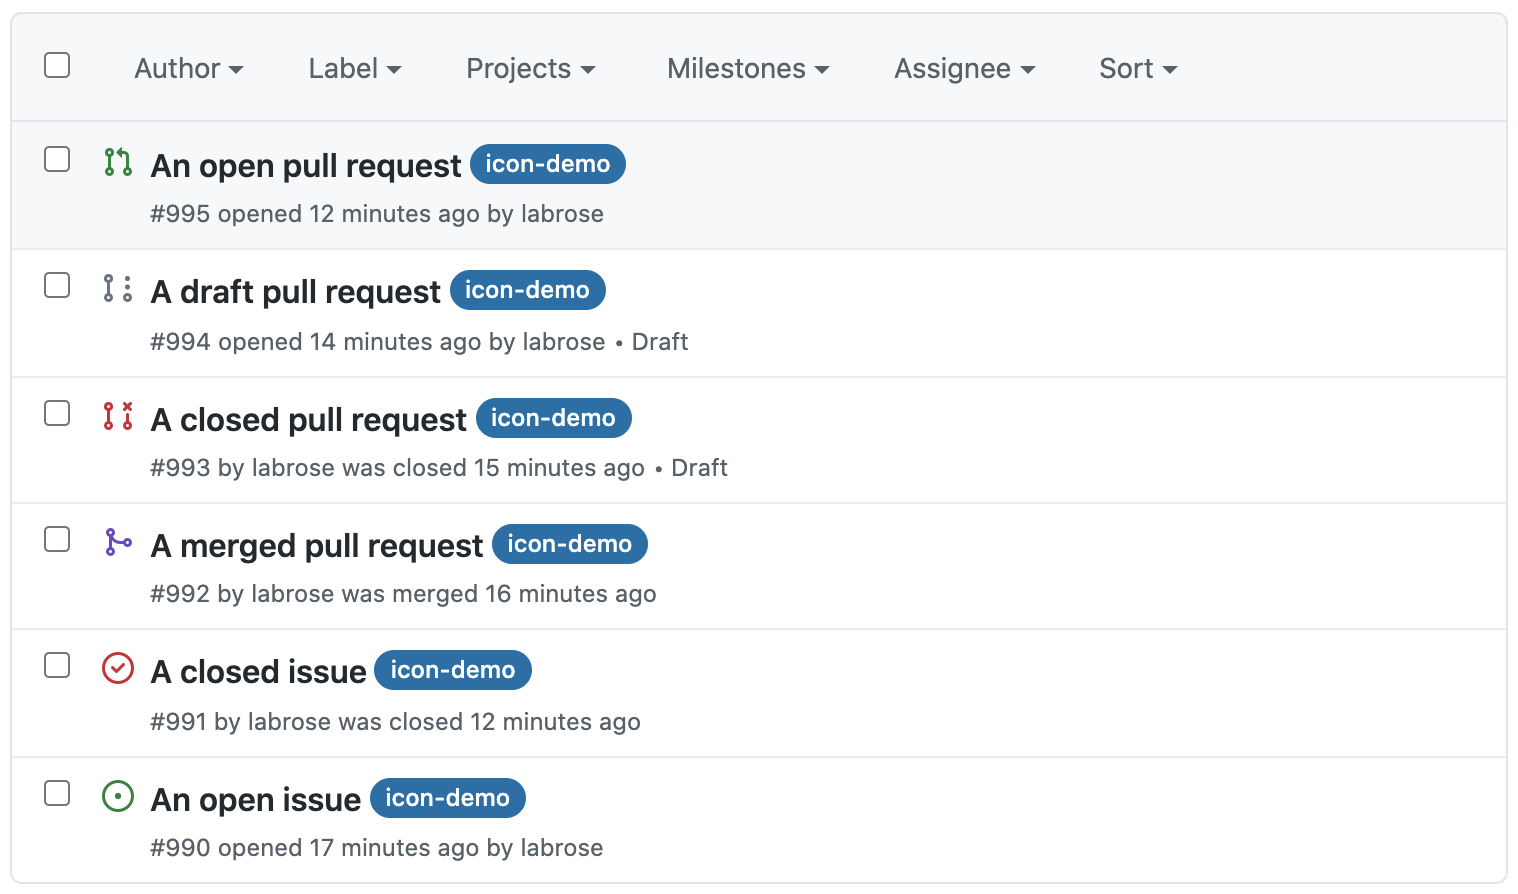 Author Label Projects Milestones Assignee Sort
An open pull request icon-demo
#995 opened 12 minutes ago by labrose
A draft pull request icon-demo
#994 opened 14 minutes ago by labrose • Draft
A closed pull request icon-demo
#993 by labrose was closed 15 minutes ago • Draft
A merged pull request icon-demo
#992 by labrose was merged 16 minutes ago
A closed issue icon-demo
#991 by labrose was closed 12 minutes ago
An open issue icon-demo
#990 opened 17 minutes ago by labrose